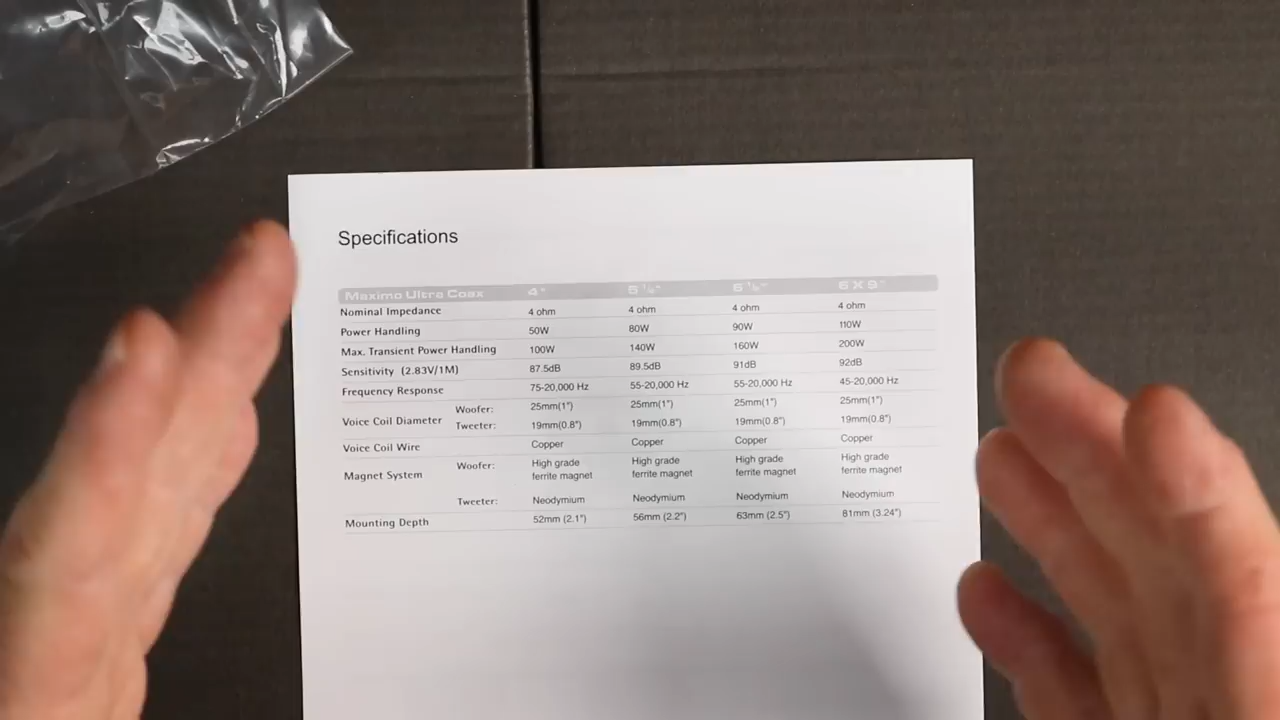 Specifications
Maximo Ultra Coax 4" 5 ¼" 6 ½" 6 X 9"
Nominal Impedance 4 ohm 4 ohm 4 ohm 4 ohm
Power Handling 50W 80W 90W 110W
Max. Transient Power Handling 100W 140W 160W 200W
Sensitivity (2.83V/1M) 87.5dB 89.5dB 91dB 92dB
Frequency Response 75-20,000 Hz 55-20,000 Hz 55-20,000 Hz 45-20,000 Hz
Voice Coil Diameter Woofer: 25mm(1") 25mm(1") 25mm(1") 25mm(1")
Tweeter: 19mm(0.8") 19mm(0.8") 19mm(0.8") 19mm(0.8")
Voice Coil Wire Copper Copper Copper Copper
Magnet System Woofer: High grade High grade High grade High grade
ferrite magnet ferrite magnet ferrite magnet ferrite magnet
Tweeter: Neodymium Neodymium Neodymium Neodymium
Mounting Depth 52mm (2.1") 56mm (2.2") 63mm (2.5") 81mm (3.24")